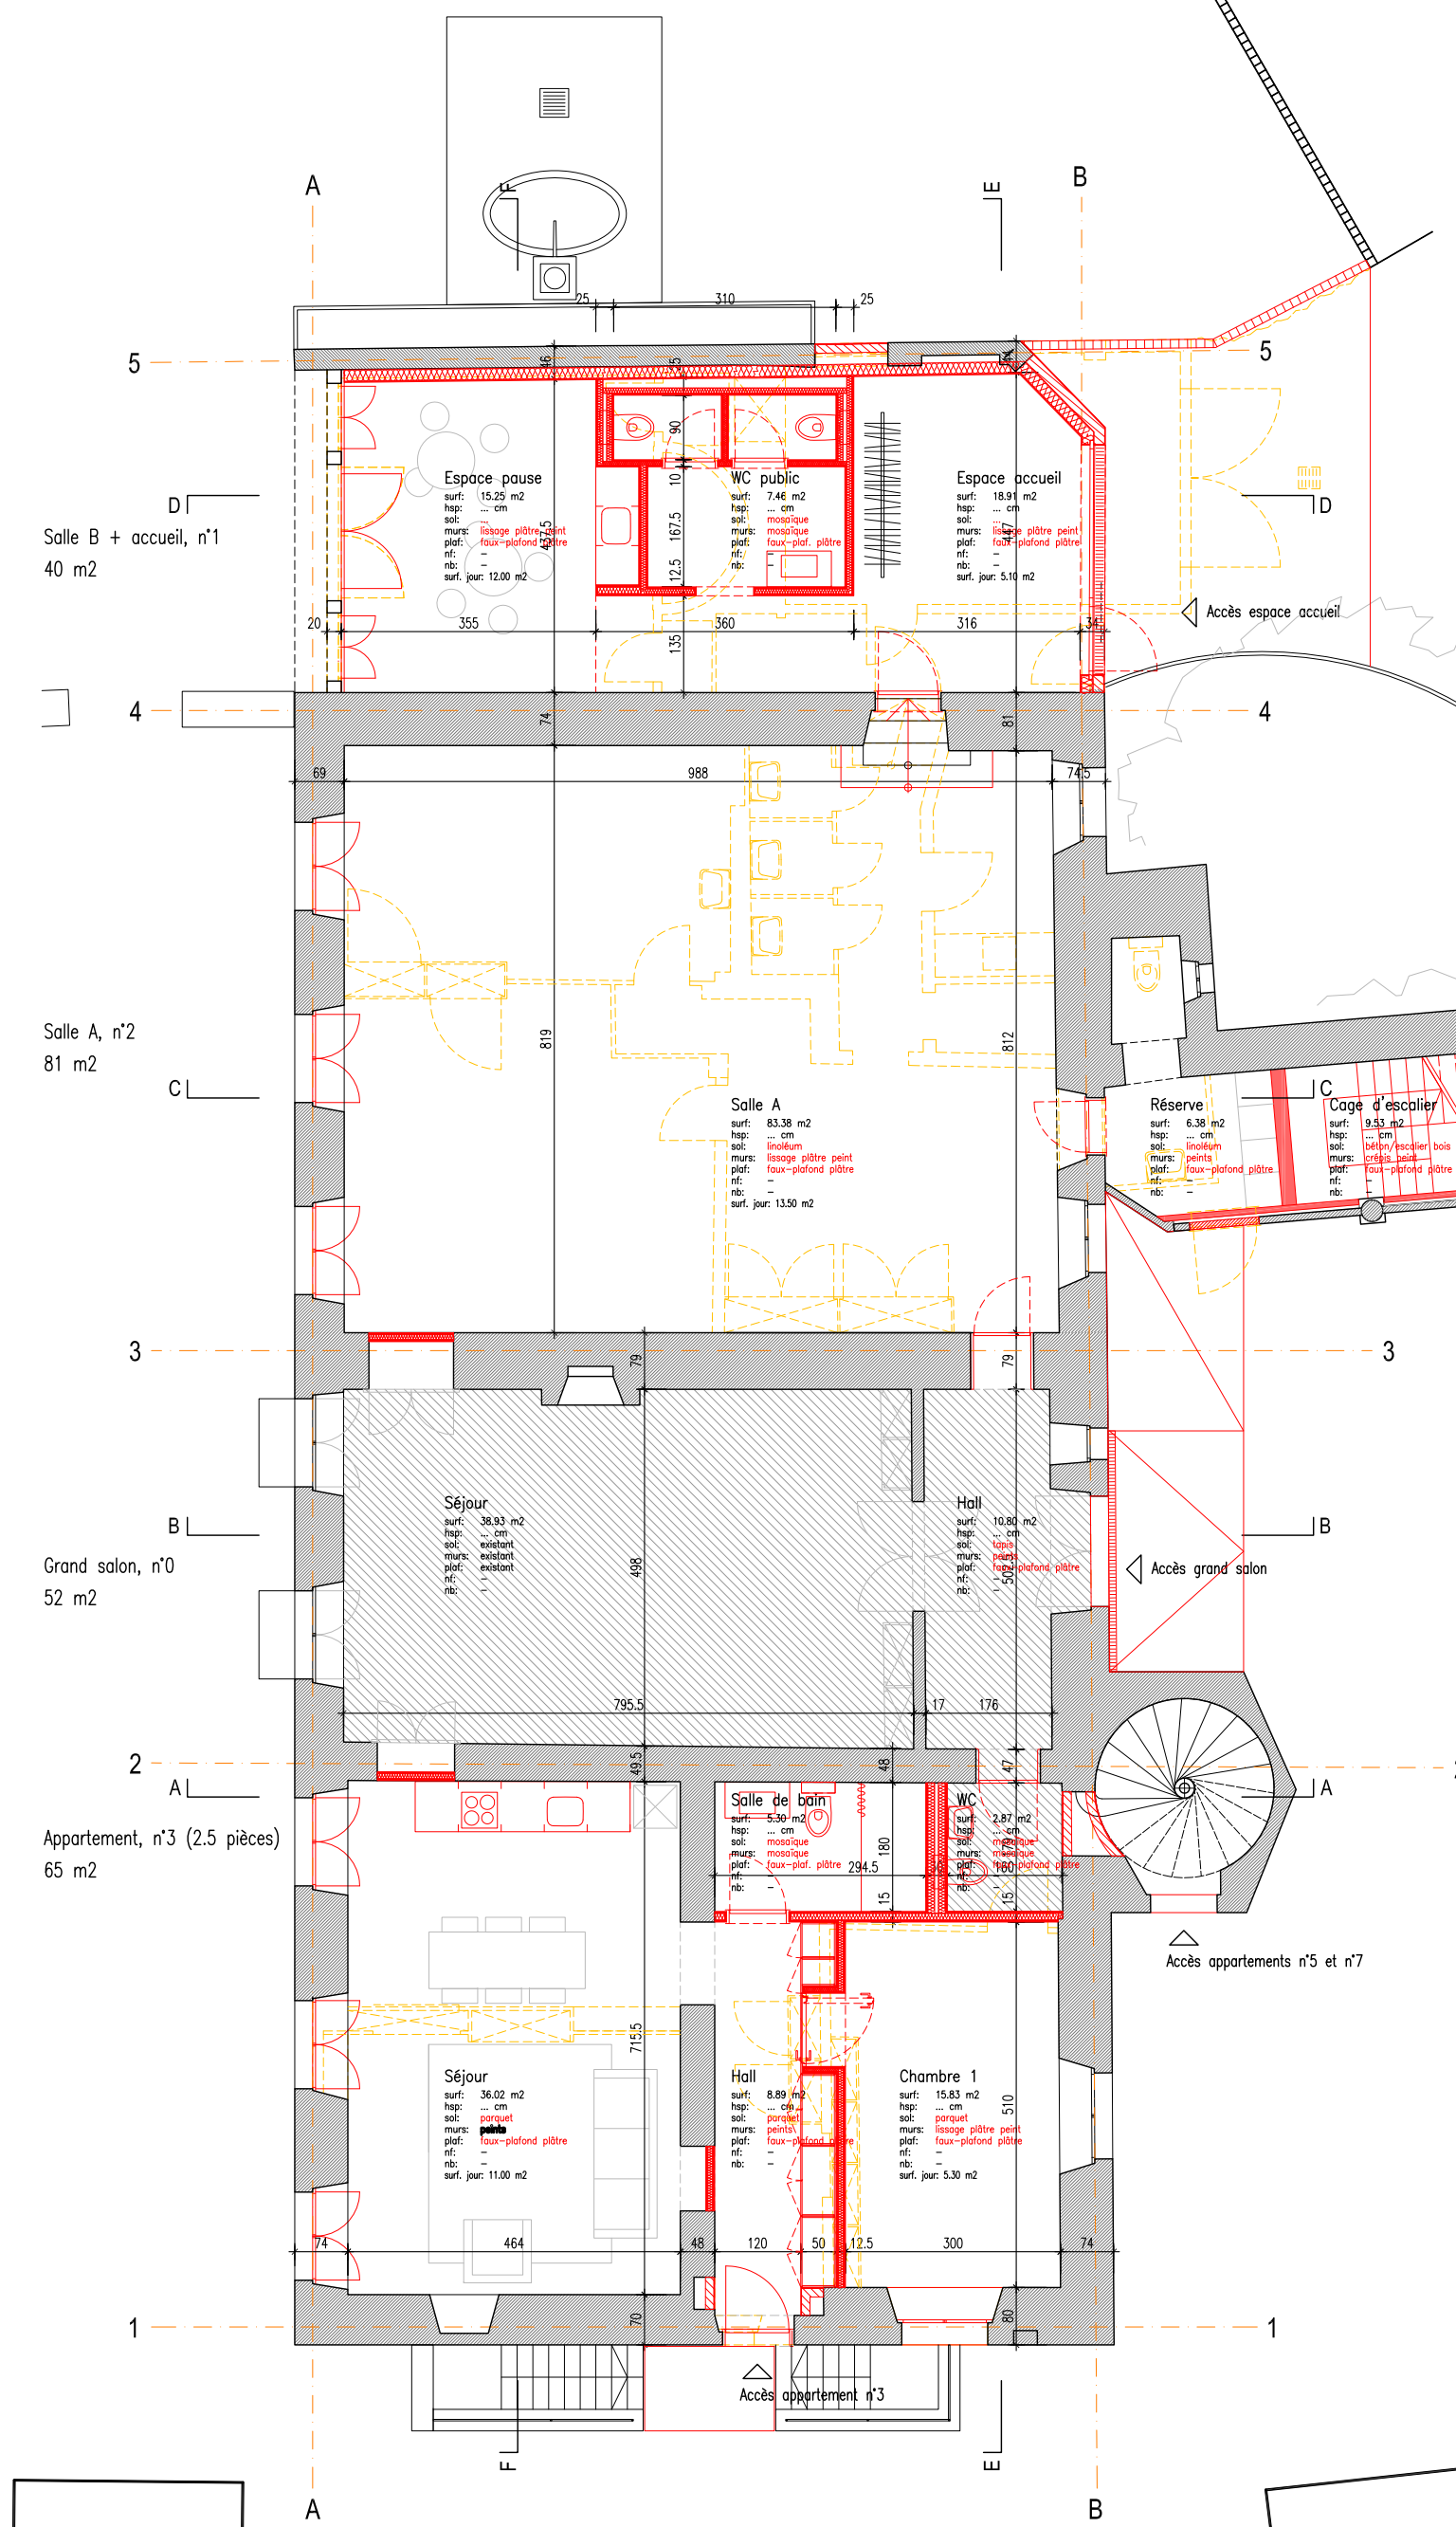 A
F
E
B
25
310
25
5
5
46
2.5
90
Espace pause
surf: 15.25 m2
hsp: ... cm
sol: ...
murs: lissage plâtre peint
plaf: faux-plafond plâtre
nf: –
nb: –
surf. jour: 12.00 m2
437.5
10
167.5
12.5
WC public
surf: 7.46 m2
hsp: ... cm
sol: mosaïque
murs: mosaïque
plaf: faux-plaf. plâtre
nf: –
nb: –
Espace accueil
surf: 18.91 m2
hsp: ... cm
sol: ...
murs: lissage plâtre peint
plaf: faux-plafond plâtre
nf: –
nb: –
surf. jour: 5.10 m2
447
D
D
Salle B + accueil, n°1
40 m2
Accès espace accueil
20
355
360
316
34
135
4
4
74
81
69
988
74.5
819
812
Salle A, n°2
81 m2
C
C
Salle A
surf: 83.38 m2
hsp: ... cm
sol: linoléum
murs: lissage plâtre peint
plaf: faux-plafond plâtre
nf: –
nb: –
surf. jour: 13.50 m2
Réserve
surf: 6.38 m2
hsp: ... cm
sol: linoléum
murs: peints
plaf: faux-plafond plâtre
nf: –
nb: –
Cage d'escalier
surf: 9.53 m2
hsp: ... cm
sol: béton/escalier bois
murs: crépis peint
plaf: faux-plafond plâtre
nf: –
nb: –
3
3
79
79
Séjour
surf: 38.93 m2
hsp: ... cm
sol: existant
murs: existant
plaf: existant
nf: –
nb: –
498
Hall
surf: 10.80 m2
hsp: ... cm
sol: tapis
murs: peints
plaf: faux-plafond plâtre
nf: –
nb: –
B
B
Grand salon, n°0
52 m2
Accès grand salon
795.5
17
176
2
49.5
48
47
A
A
Appartement, n°3 (2.5 pièces)
65 m2
Salle de bain
surf: 5.30 m2
hsp: ... cm
sol: mosaïque
murs: mosaïque
plaf: faux-plaf. plâtre
nf: –
nb: –
180
294.5
15
WC
surf: 2.87 m2
hsp: ... cm
sol: mosaïque
murs: mosaïque
plaf: faux-plafond plâtre
nf: –
nb: –
179
160
15
Accès appartements n°5 et n°7
715.5
Séjour
surf: 36.02 m2
hsp: ... cm
sol: parquet
murs: peints
plaf: faux-plafond plâtre
nf: –
nb: –
surf. jour: 11.00 m2
Hall
surf: 8.89 m2
hsp: ... cm
sol: parquet
murs: peints
plaf: faux-plafond plâtre
nf: –
nb: –
Chambre 1
surf: 15.83 m2
hsp: ... cm
sol: parquet
murs: lissage plâtre peint
plaf: faux-plafond plâtre
nf: –
nb: –
surf. jour: 5.30 m2
510
74
464
48
120
50
12.5
300
74
1
1
70
80
Accès appartement n°3
F
E
A
B